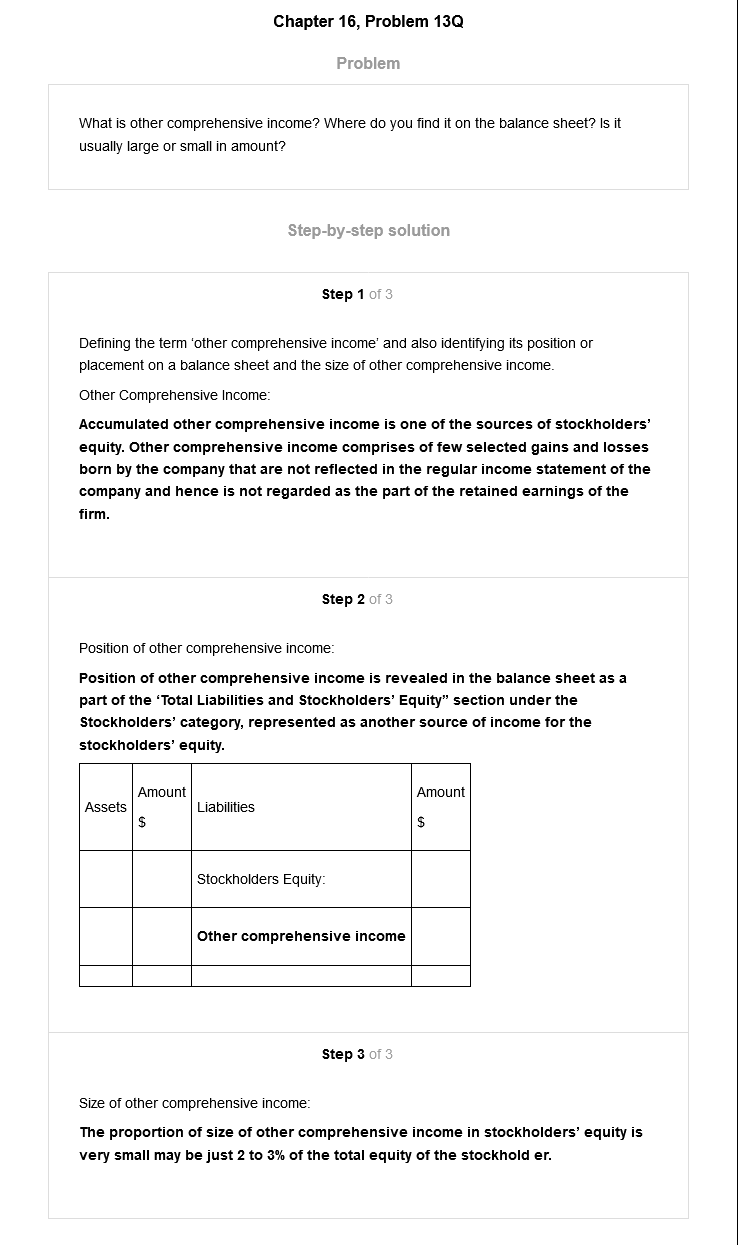 Chapter 16, Problem 13Q
Problem
What is other comprehensive income? Where do you find it on the balance sheet? Is it
usually large or small in amount?
Step-by-step solution
Step 1 of 3
Defining the term ‘other comprehensive income’ and also identifying its position or
placement on a balance sheet and the size of other comprehensive income.
Other Comprehensive Income:
Accumulated other comprehensive income is one of the sources of stockholders’
equity. Other comprehensive income comprises of few selected gains and losses
born by the company that are not reflected in the regular income statement of the
company and hence is not regarded as the part of the retained earnings of the
firm.
Step 2 of 3
Position of other comprehensive income:
Position of other comprehensive income is revealed in the balance sheet as a
part of the ‘Total Liabilities and Stockholders’ Equity” section under the
Stockholders’ category, represented as another source of income for the
stockholders’ equity.
Assets Amount $ Liabilities Amount $
Stockholders Equity:
Other comprehensive income
Step 3 of 3
Size of other comprehensive income:
The proportion of size of other comprehensive income in stockholders’ equity is
very small may be just 2 to 3% of the total equity of the stockhold er.